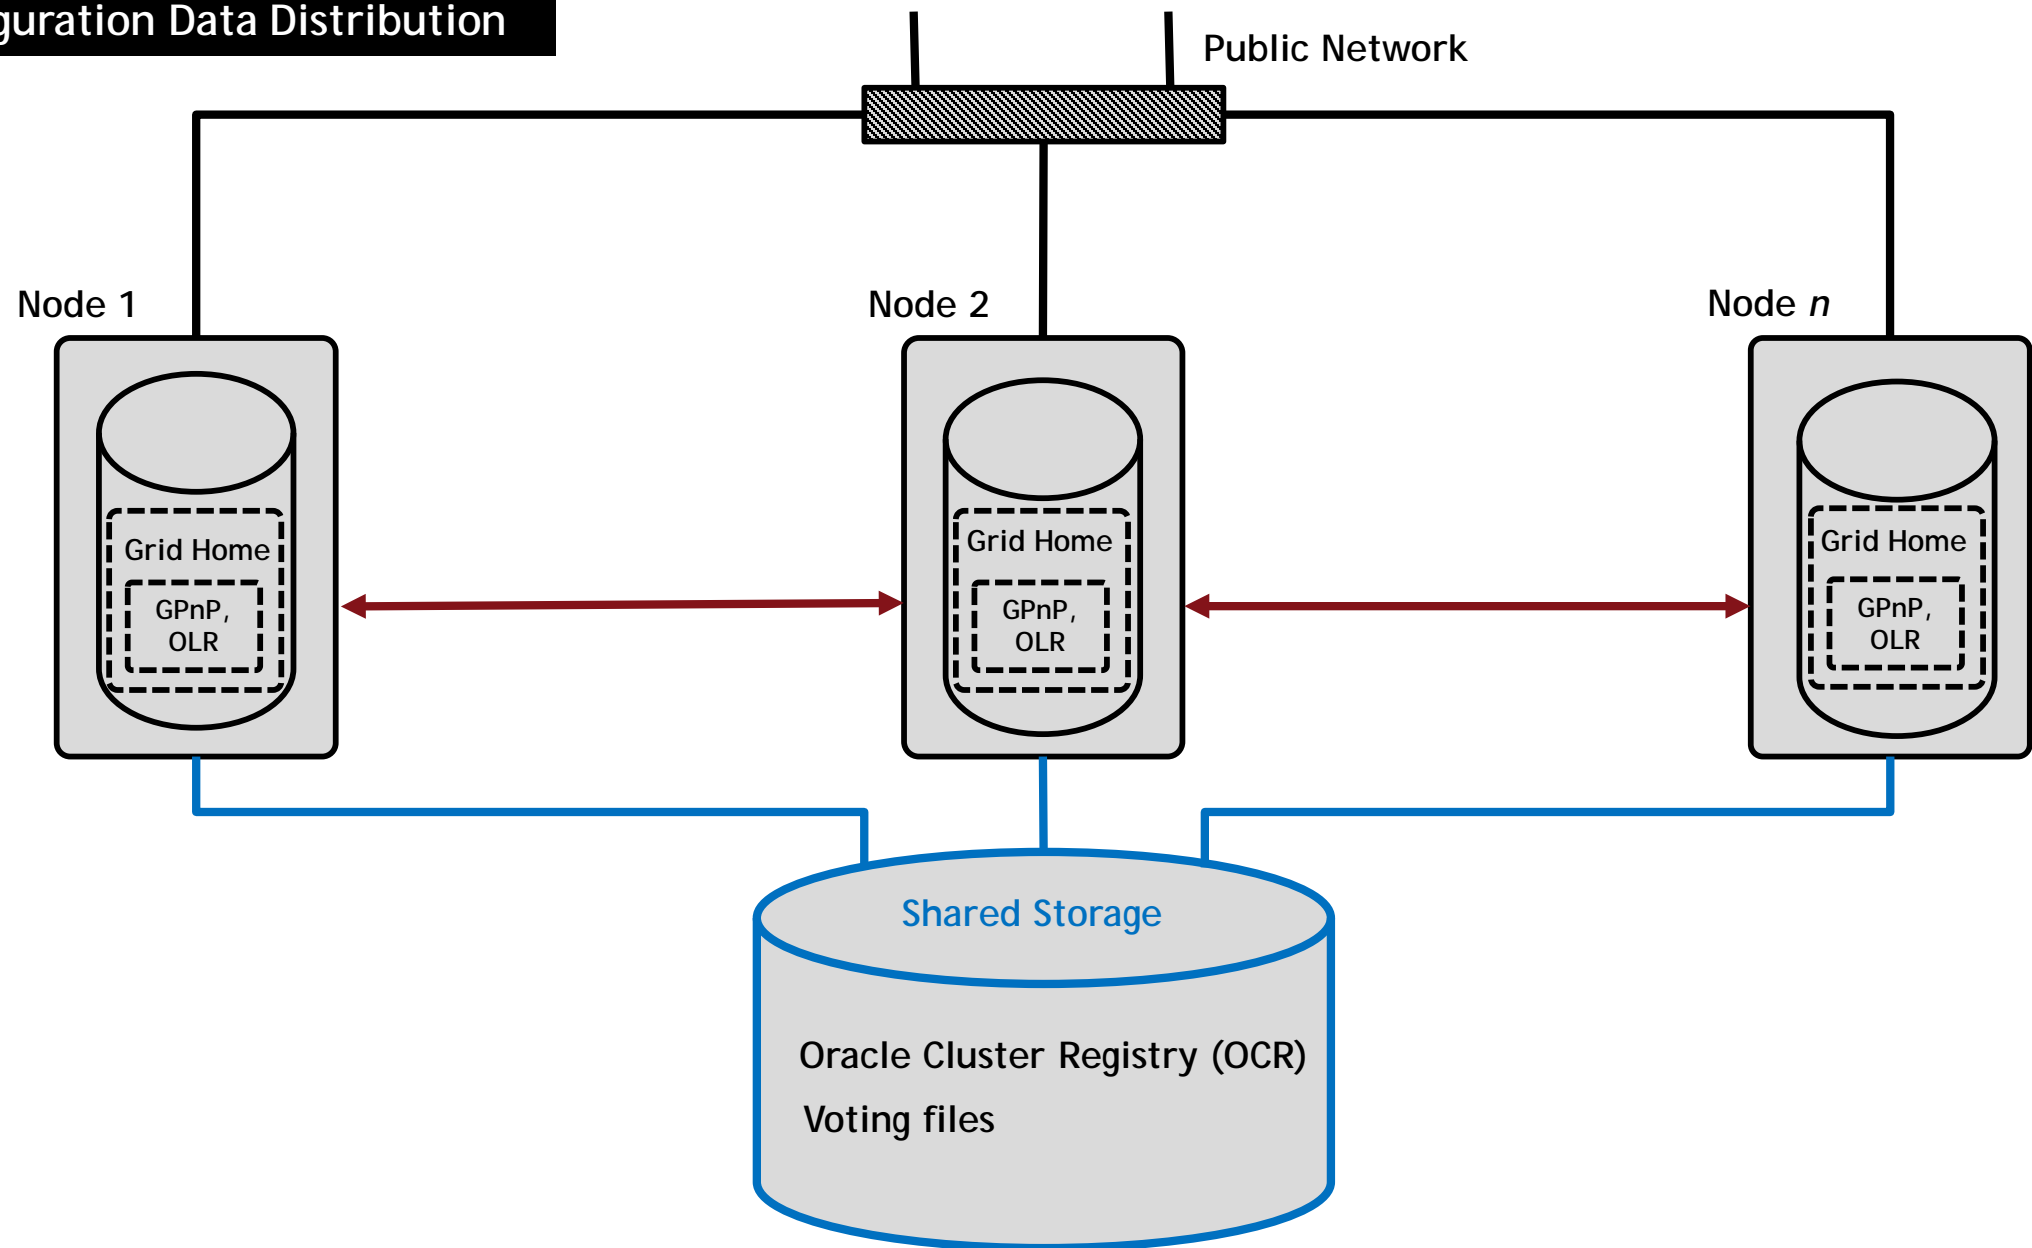 guration Data Distribution
Public Network
Node 1
Node 2
Node n
Grid Home
GPnP,
OLR
Grid Home
GPnP,
OLR
Grid Home
GPnP,
OLR
Shared Storage
Oracle Cluster Registry (OCR)
Voting files